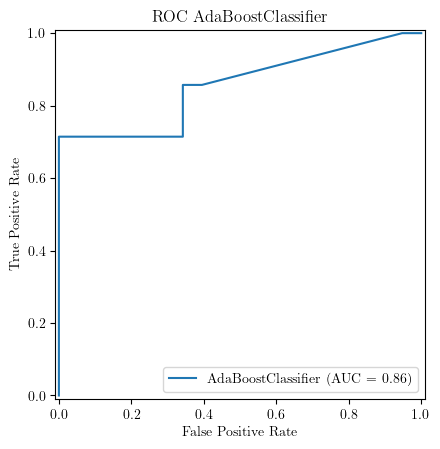 ROC AdaBoostClassifier
1.0
0.8
0.6
0.4
0.2
0.0
True Positive Rate
AdaBoostClassifier (AUC = 0.86)
0.0 0.2 0.4 0.6 0.8 1.0
False Positive Rate